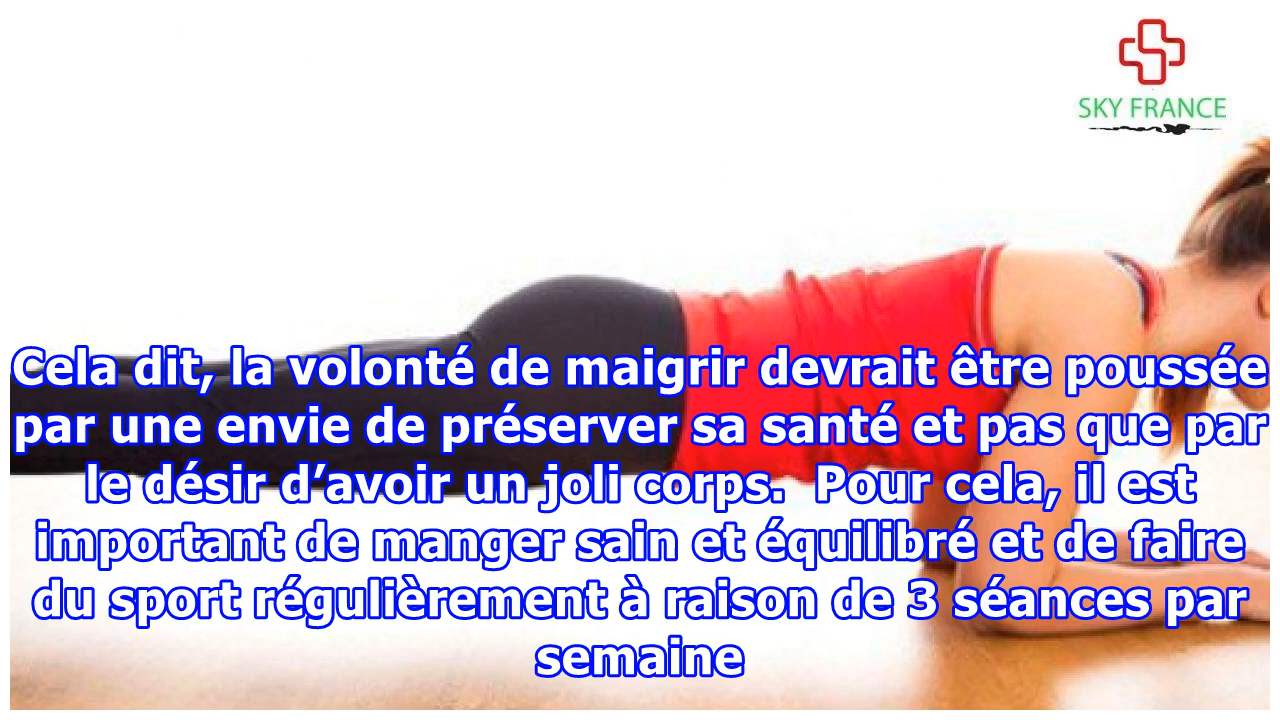 SKY FRANCE
Cela dit, la volonté de maigrir devrait être poussée
par une envie de préserver sa santé et pas que par
le désir d’avoir un joli corps.  Pour cela, il est
important de manger sain et équilibré et de faire
du sport régulièrement à raison de 3 séances par
semaine